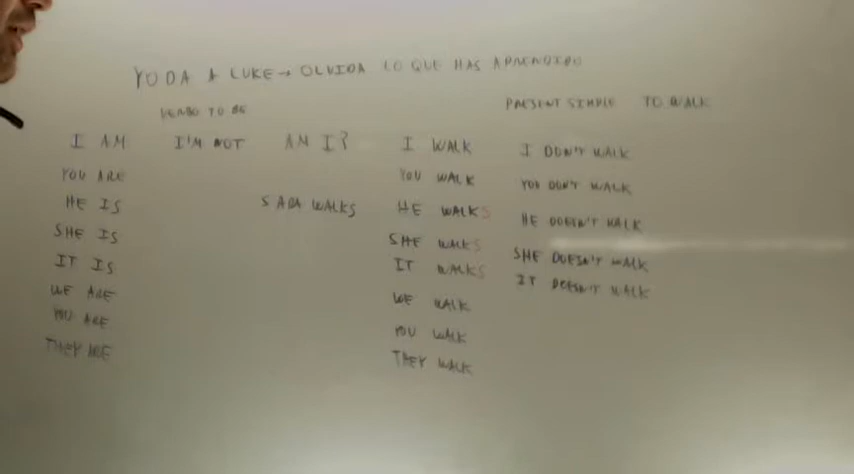 YODA A LUKE → OLVIDA LO QUE HAS APRENDIDO
VERBO TO BE
PRESENT SIMPLE TO WALK
I AM I'M NOT AM I? I WALK I DON'T WALK
YOU ARE YOU WALK YOU DON'T WALK
HE IS SARA WALKS HE WALKS HE DOESN'T WALK
SHE IS SHE WALKS SHE DOESN'T WALK
IT IS IT WALKS IT DOESN'T WALK
WE ARE WE WALK
YOU ARE YOU WALK
THEY ARE THEY WALK